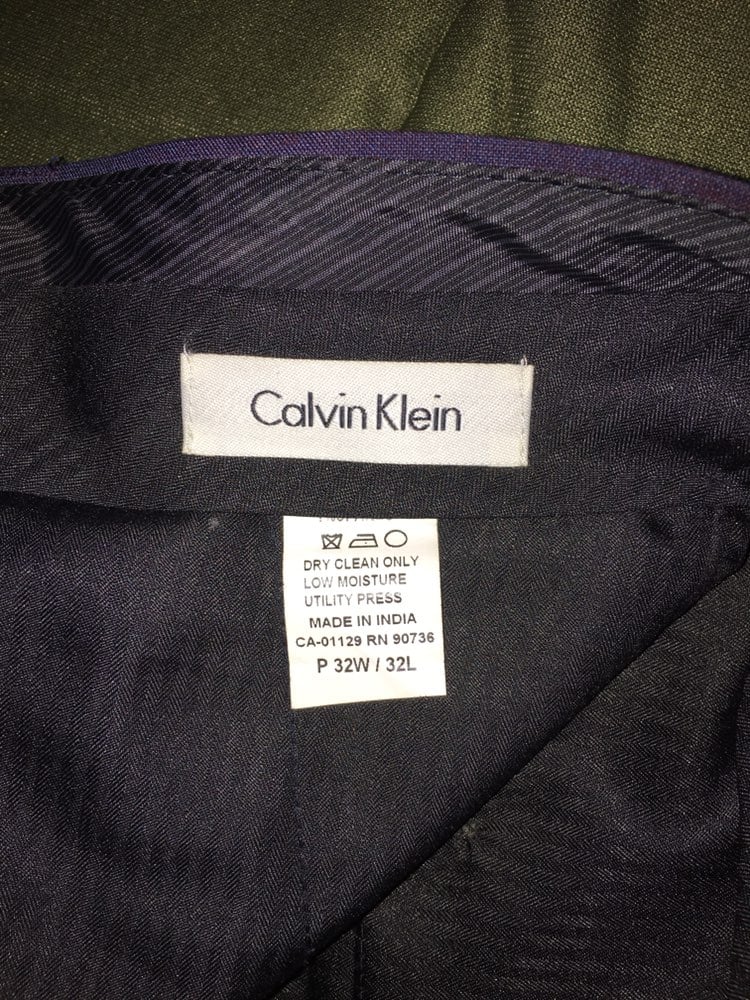 Calvin Klein
DRY CLEAN ONLY
LOW MOISTURE
UTILITY PRESS
MADE IN INDIA
CA-01129 RN 90736
P 32W / 32L